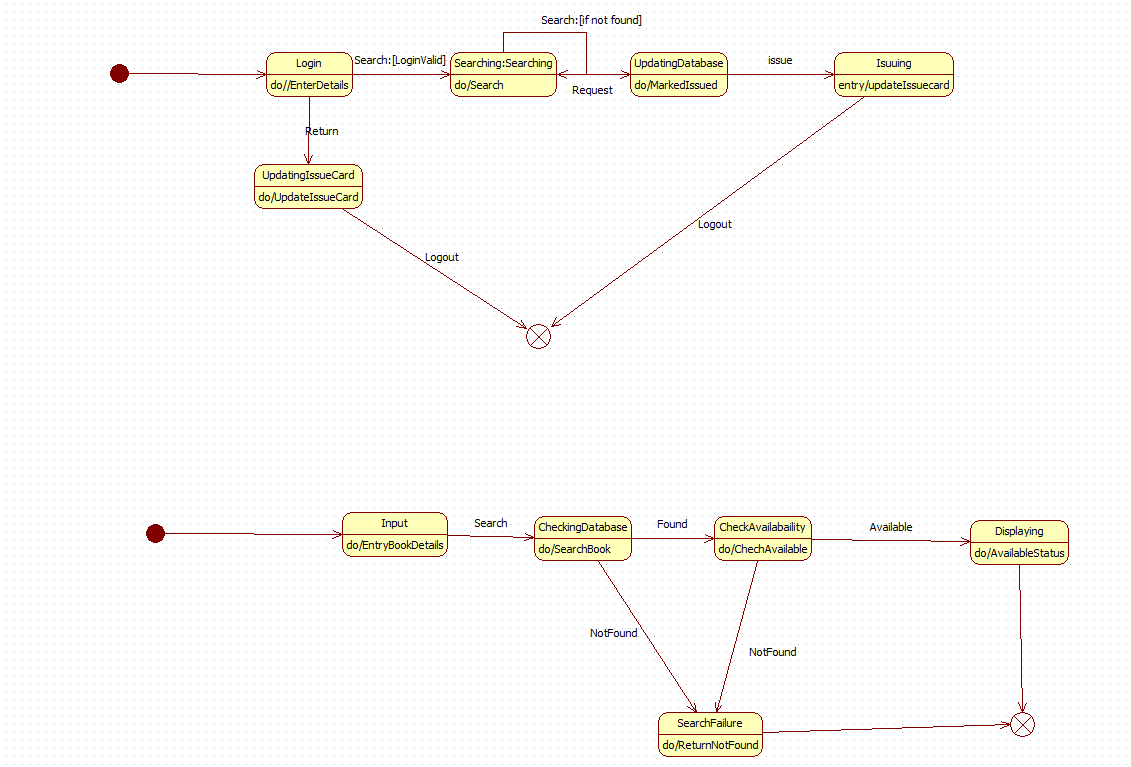 Search:[if not found]
Login
do//EnterDetails
Search:[LoginValid]
Searching:Searching
do/Search
Request
UpdatingDatabase
do/MarkedIssued
issue
Isuuing
entry/updateIssuecard
Return
UpdatingIssueCard
do/UpdateIssueCard
Logout
Logout
Input
do/EntryBookDetails
Search
CheckingDatabase
do/SearchBook
Found
CheckAvailabaility
do/ChechAvailable
Available
Displaying
do/AvailableStatus
NotFound
NotFound
SearchFailure
do/ReturnNotFound